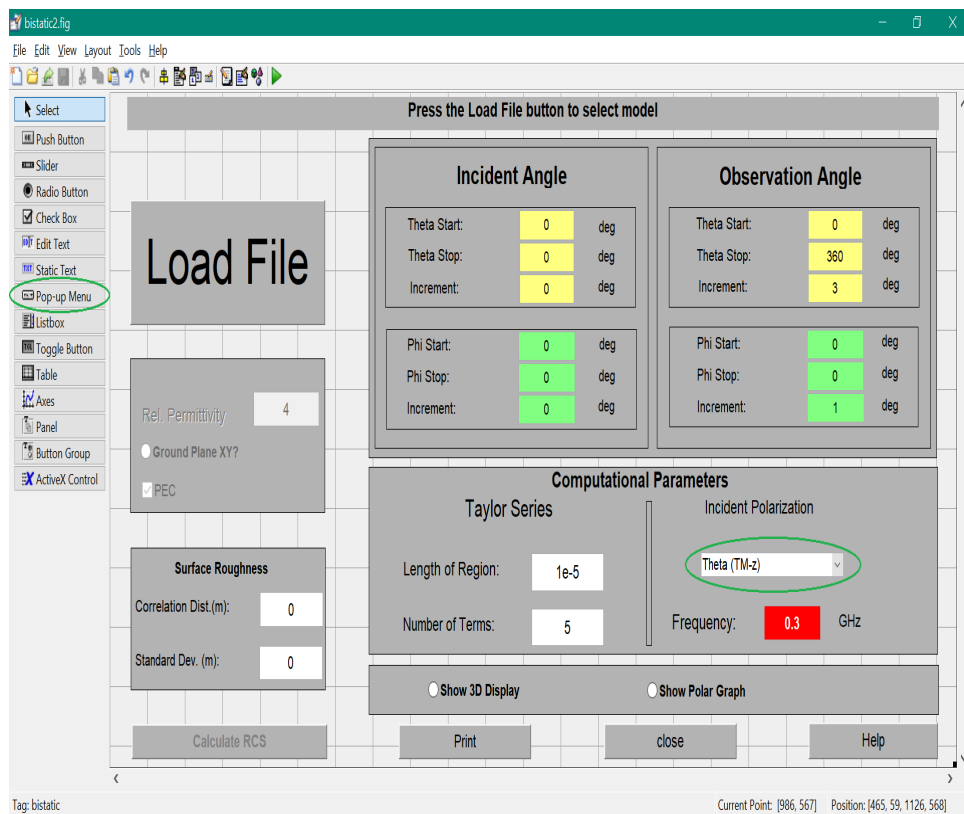 bistatic2.fig
File Edit View Layout Tools Help
Select
Push Button
Slider
Radio Button
Check Box
Edit Text
Static Text
Pop-up Menu
Listbox
Toggle Button
Table
Axes
Panel
Button Group
ActiveX Control
Press the Load File button to select model
Load File
Incident Angle
Theta Start: 0 deg
Theta Stop: 0 deg
Increment: 0 deg
Phi Start: 0 deg
Phi Stop: 0 deg
Increment: 0 deg
Observation Angle
Theta Start: 0 deg
Theta Stop: 360 deg
Increment: 3 deg
Phi Start: 0 deg
Phi Stop: 0 deg
Increment: 1 deg
Rel. Permittivity 4
Ground Plane XY?
PEC
Computational Parameters
Taylor Series
Length of Region: 1e-5
Number of Terms: 5
Incident Polarization
Theta (TM-z)
Frequency: 0.3 GHz
Surface Roughness
Correlation Dist.(m): 0
Standard Dev. (m): 0
Show 3D Display
Show Polar Graph
Calculate RCS
Print
close
Help
Tag: bistatic
Current Point: [986, 567] Position: [465, 59, 1126, 568]